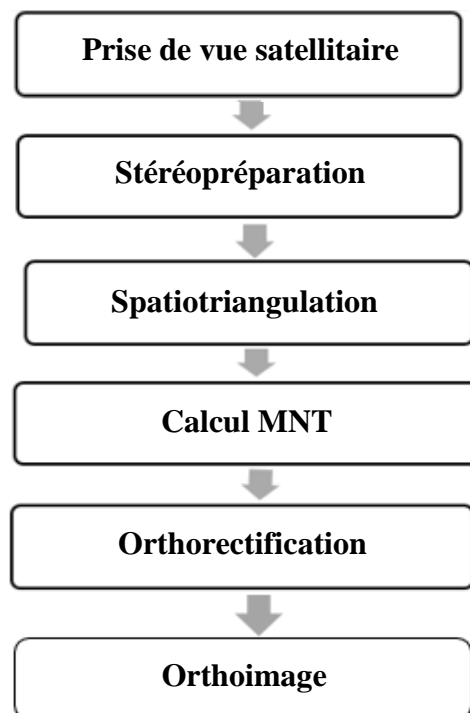 Prise de vue satellitaire
Stéréopréparation
Spatiotriangulation
Calcul MNT
Orthorectification
Orthoimage